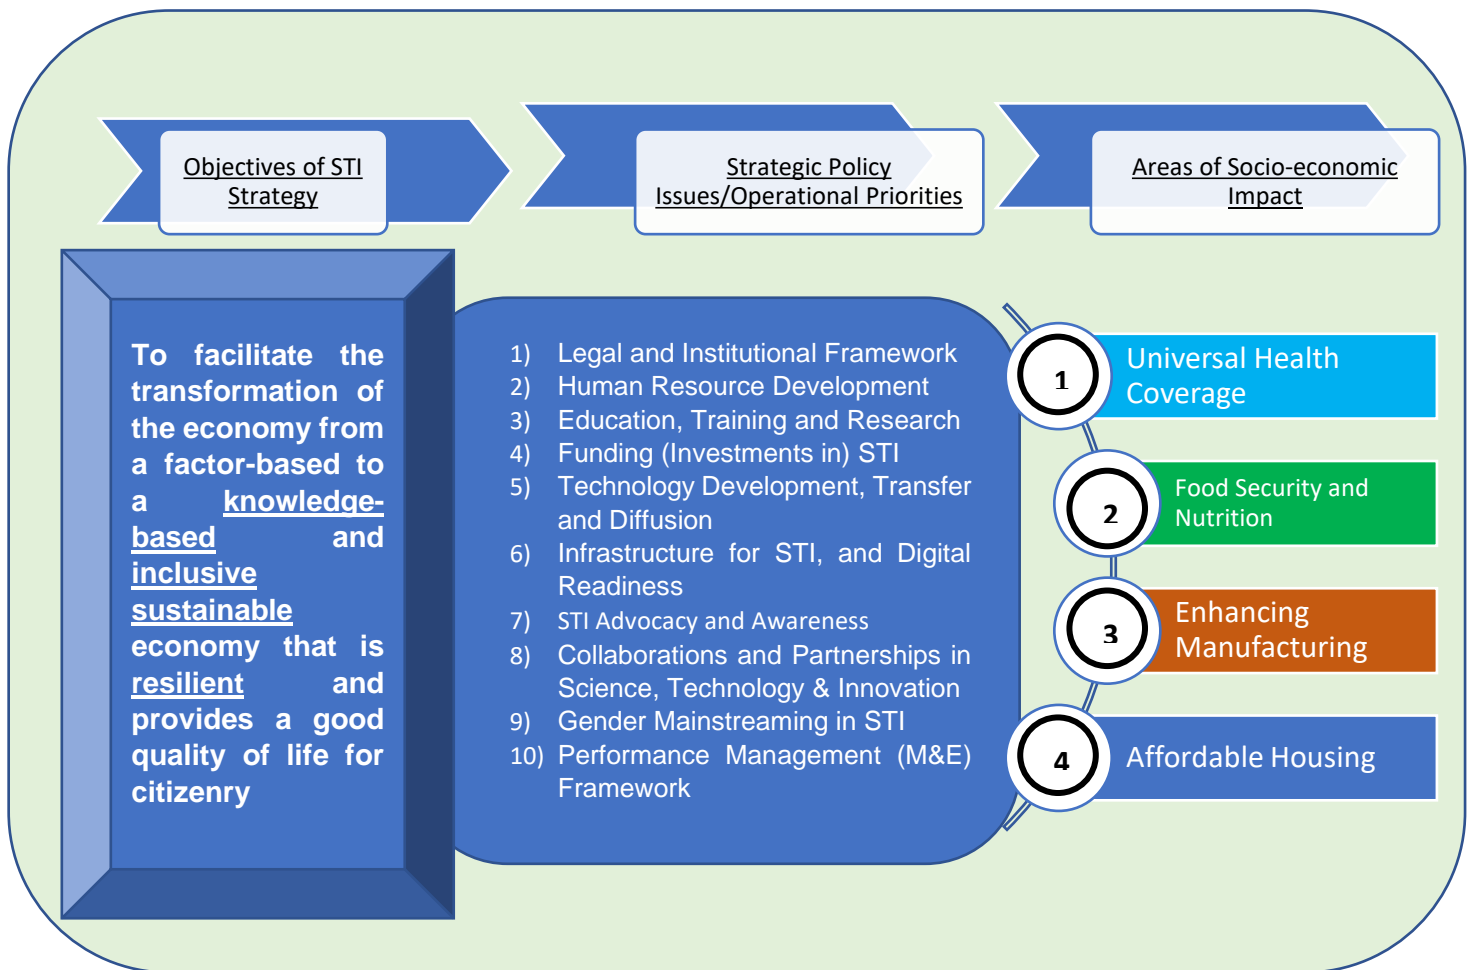 Objectives of STI
Strategy
Strategic Policy
Issues/Operational Priorities
Areas of Socio-economic
Impact
To facilitate the
transformation of
the economy from
a factor-based to
a knowledge-
based and
inclusive
sustainable
economy that is
resilient and
provides a good
quality of life for
citizenry
1) Legal and Institutional Framework
2) Human Resource Development
3) Education, Training and Research
4) Funding (Investments in) STI
5) Technology Development, Transfer
and Diffusion
6) Infrastructure for STI, and Digital
Readiness
7) STI Advocacy and Awareness
8) Collaborations and Partnerships in
Science, Technology & Innovation
9) Gender Mainstreaming in STI
10) Performance Management (M&E)
Framework
1
Universal Health
Coverage
2
Food Security and
Nutrition
3
Enhancing
Manufacturing
4
Affordable Housing